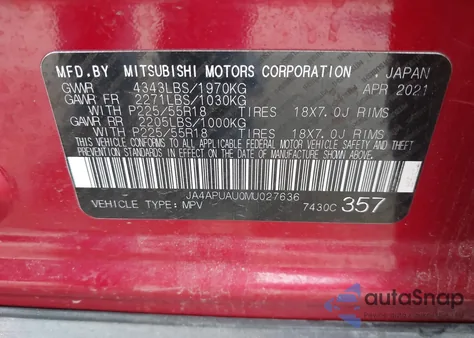 MFD.BY MITSUBISHI MOTORS CORPORATION, JAPAN
GVWR 4343LBS/1970KG APR 2021
GAWR FR 2271LBS/1030KG
WITH P225/55R18 TIRES 18X7.0J RIMS
GAWR RR 2205LBS/1000KG
WITH P225/55R18 TIRES 18X7.0J RIMS
THIS VEHICLE CONFORMS TO ALL APPLICABLE FEDERAL
MOTOR VEHICLE SAFETY, BUMPER, AND THEFT PREVENTION
STANDARDS IN EFFECT ON THE DATE OF MANUFACTURE SHOWN ABOVE.
JA4APUAU0MU027636
VEHICLE TYPE: MPV 7430C 357
autoSnap